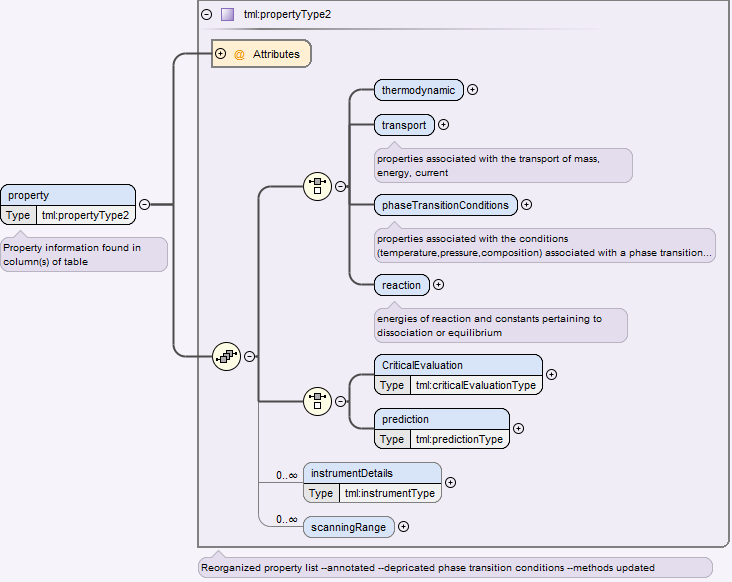 tml:propertyType2
@ Attributes
thermodynamic
transport
properties associated with the transport of mass,
energy, current
property
Type tml:propertyType2
Property information found in
column(s) of table
phaseTransitionConditions
properties associated with the conditions
(temperature,pressure,composition) associated with a phase transition...
reaction
energies of reaction and constants pertaining to
dissociation or equilibrium
CriticalEvaluation
Type tml:criticalEvaluationType
prediction
Type tml:predictionType
0..∞
instrumentDetails
Type tml:instrumentType
0..∞
scanningRange
Reorganized property list --annotated --depricated phase transition conditions --methods updated